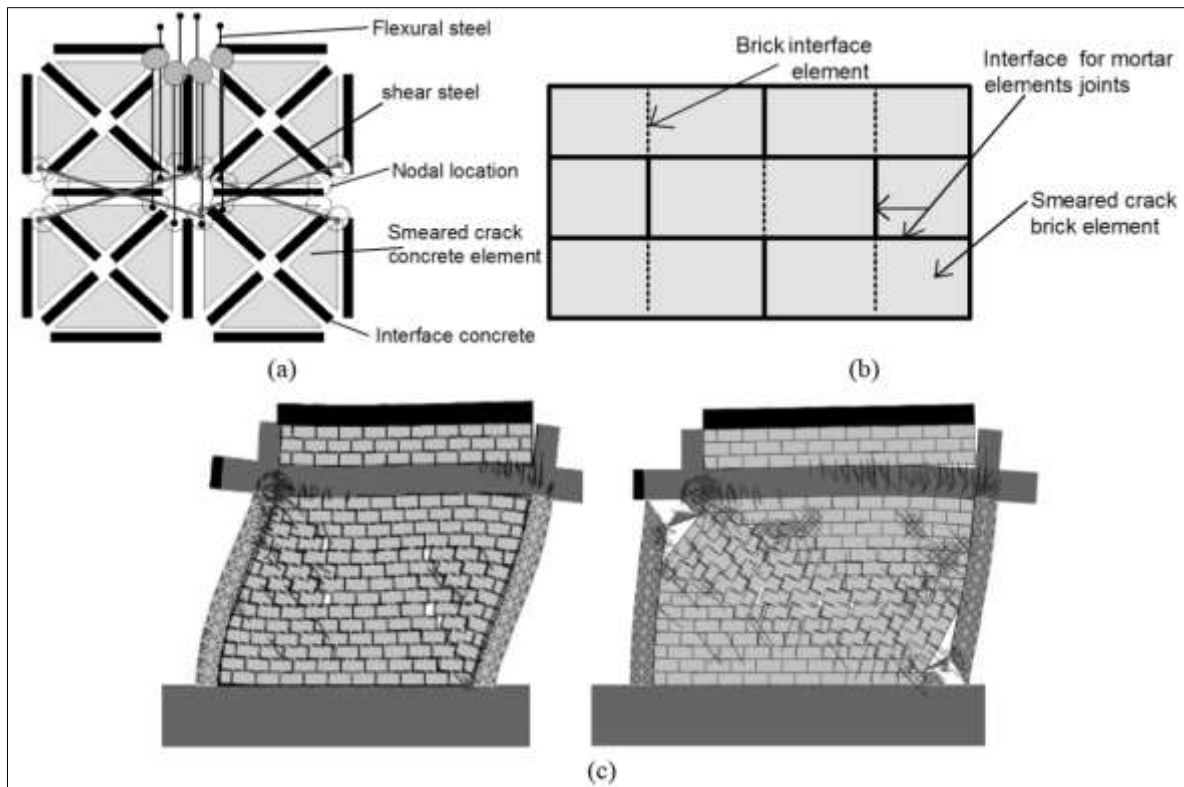 Flexural steel
shear steel
Nodal location
Smeared crack
concrete element
Interface concrete
(a)
Brick interface
element
Interface for mortar
elements joints
Smeared crack
brick element
(b)
(c)